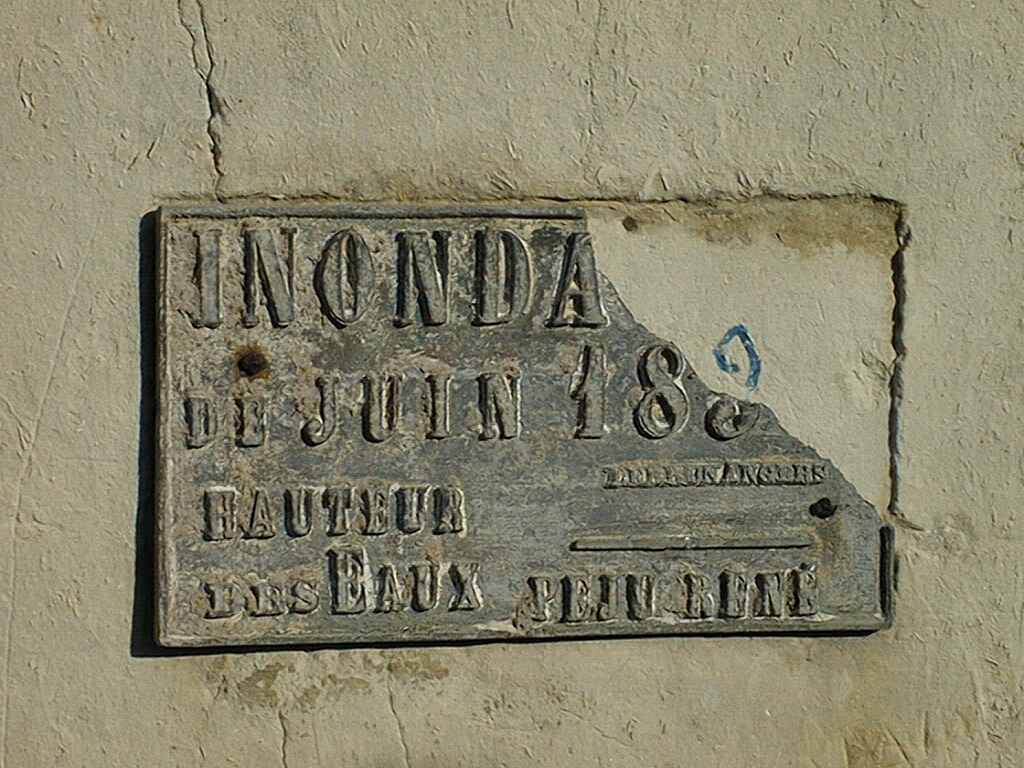 INONDA
DE JUIN 18
HAUTEUR
DES EAUX PEJU RENÉ